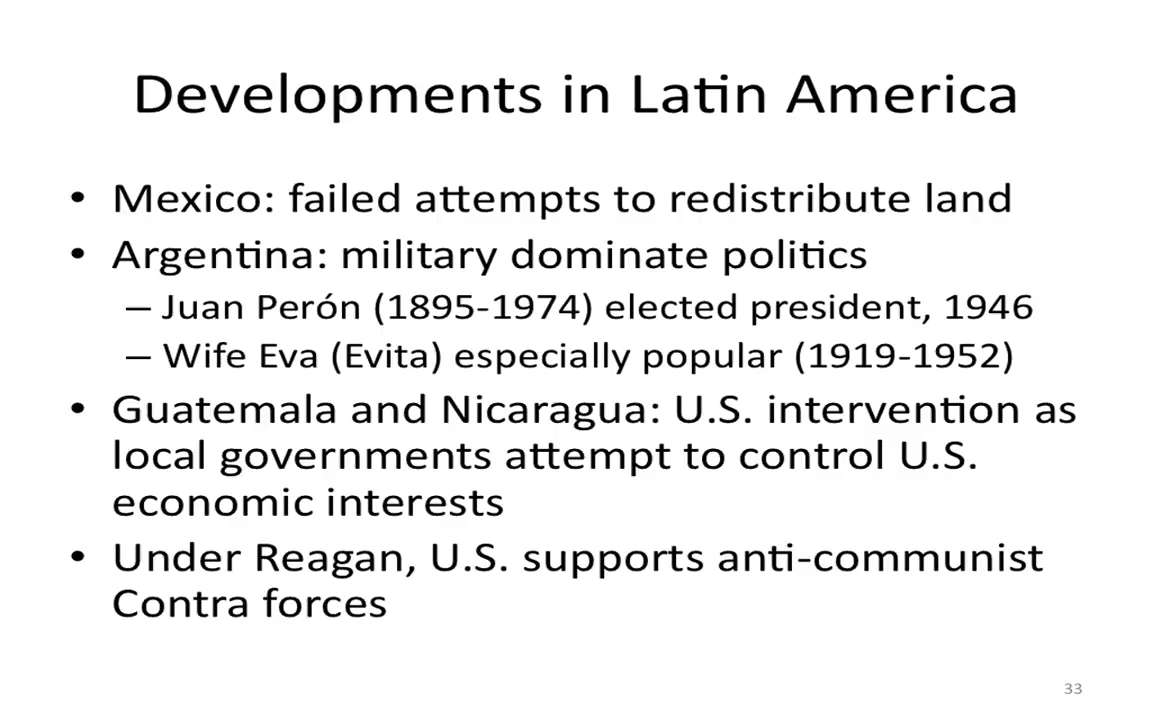 Developments in Latin America
• Mexico: failed attempts to redistribute land
• Argentina: military dominate politics
– Juan Perón (1895-1974) elected president, 1946
– Wife Eva (Evita) especially popular (1919-1952)
• Guatemala and Nicaragua: U.S. intervention as
local governments attempt to control U.S.
economic interests
• Under Reagan, U.S. supports anti-communist
Contra forces
33